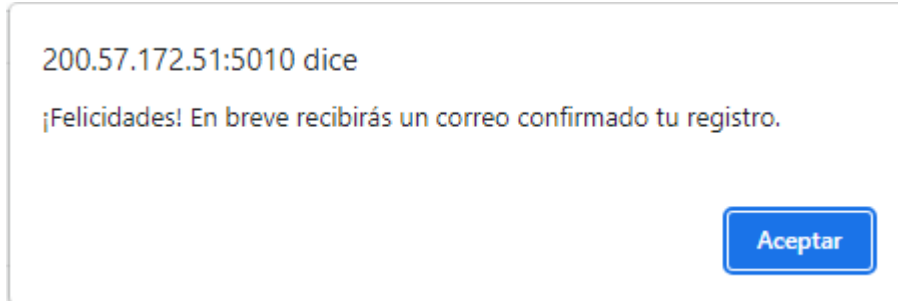 200.57.172.51:5010 dice
¡Felicidades! En breve recibirás un correo confirmado tu registro.
Aceptar